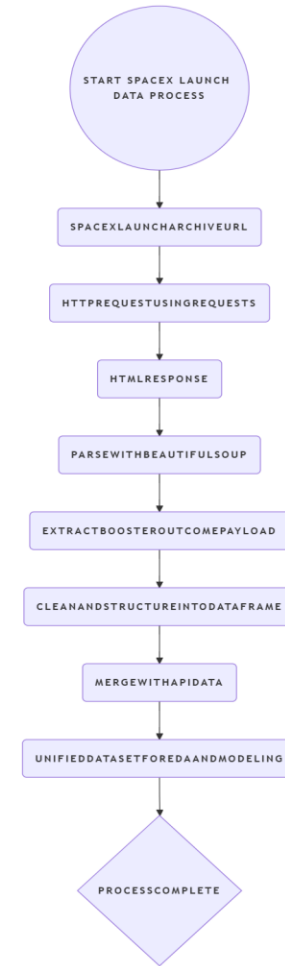 START SPACEX LAUNCH
DATA PROCESS
SPACEXLAUNCHARCHIVEURL
HTTPREQUESTUSINGREQUESTS
HTMLRESPONSE
PARSEWITHBEAUTIFULSOUP
EXTRACTBOOSTEROUTCOMEPAYLOAD
CLEANANDSTRUCTUREINTODATAFRAME
MERGEWITHAPIDATA
UNIFIEDDATASETFOREDAANDMODELING
PROCESSCOMPLETE